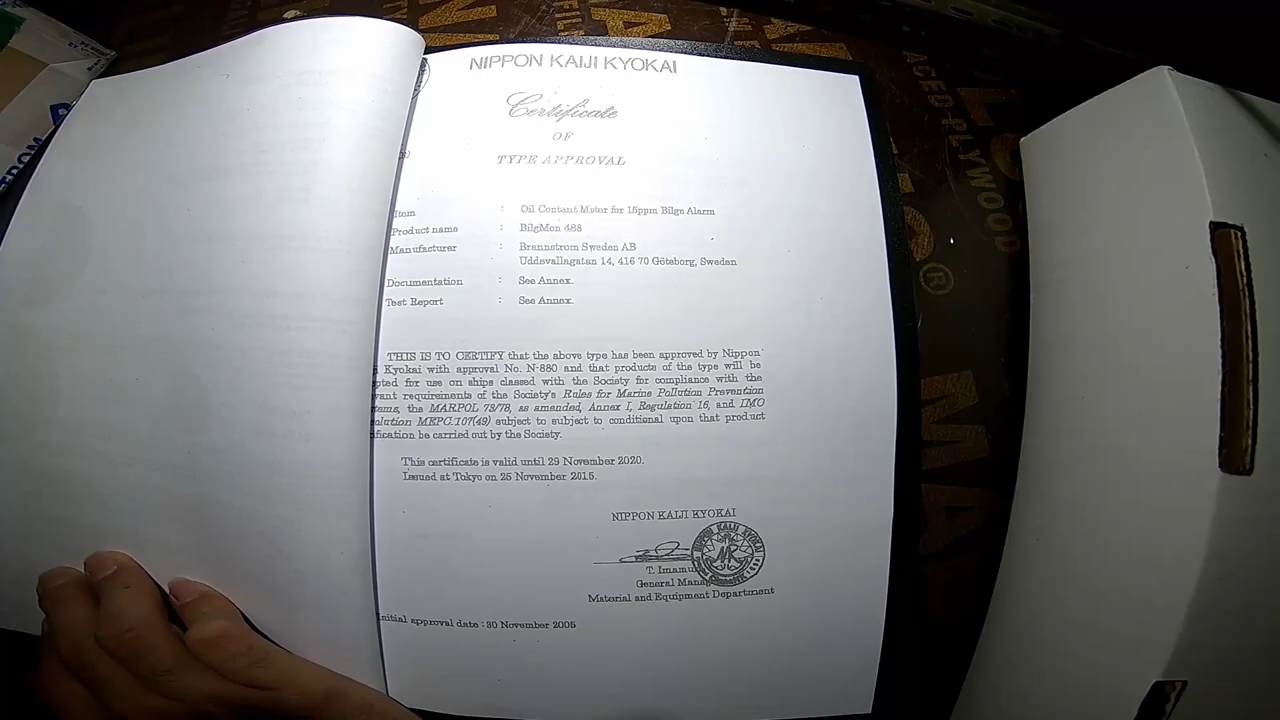 NIPPON KAIJI KYOKAI
Certificate
OF
TYPE APPROVAL
Item : Oil Content Meter for 15ppm Bilge Alarm
Product name : BilgMon 488
Manufacturer : Brannstrom Sweden AB
Uddevallagatan 14, 416 70 Göteborg, Sweden
Documentation : See Annex.
Test Report : See Annex.
THIS IS TO CERTIFY that the above type has been approved by Nippon
Kyokai with approval No. N-880 and that products of the type will be
pted for use on ships classed with the Society for compliance with the
vant requirements of the Society's Rules for Marine Pollution Prevention
ems, the MARPOL 73/78, as amended, Annex I, Regulation 16, and IMO
olution MEPC.107(49) subject to subject to conditional upon that product
ification be carried out by the Society.
This certificate is valid until 29 November 2020.
Issued at Tokyo on 25 November 2015.
NIPPON KAIJI KYOKAI
NIPPON KAIJI KYOKAI
T. Imamu
General Manag
Material and Equipment Department
Initial approval date : 30 November 2005
PLYWOOD